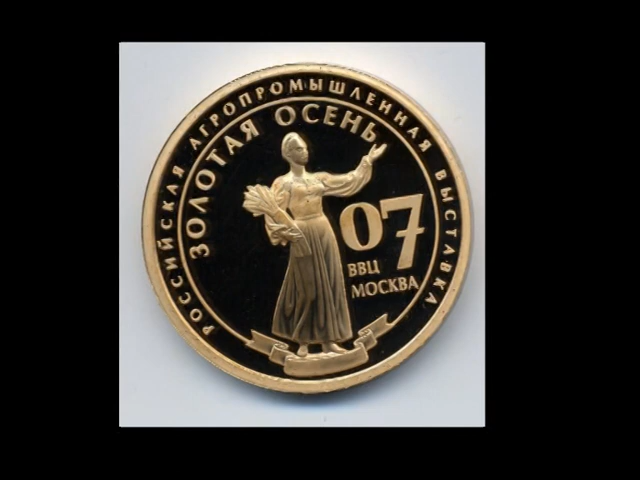 РОССИЙСКАЯ АГРОПРОМЫШЛЕННАЯ ВЫСТАВКА
ЗОЛОТАЯ ОСЕНЬ
07
ВВЦ
МОСКВА